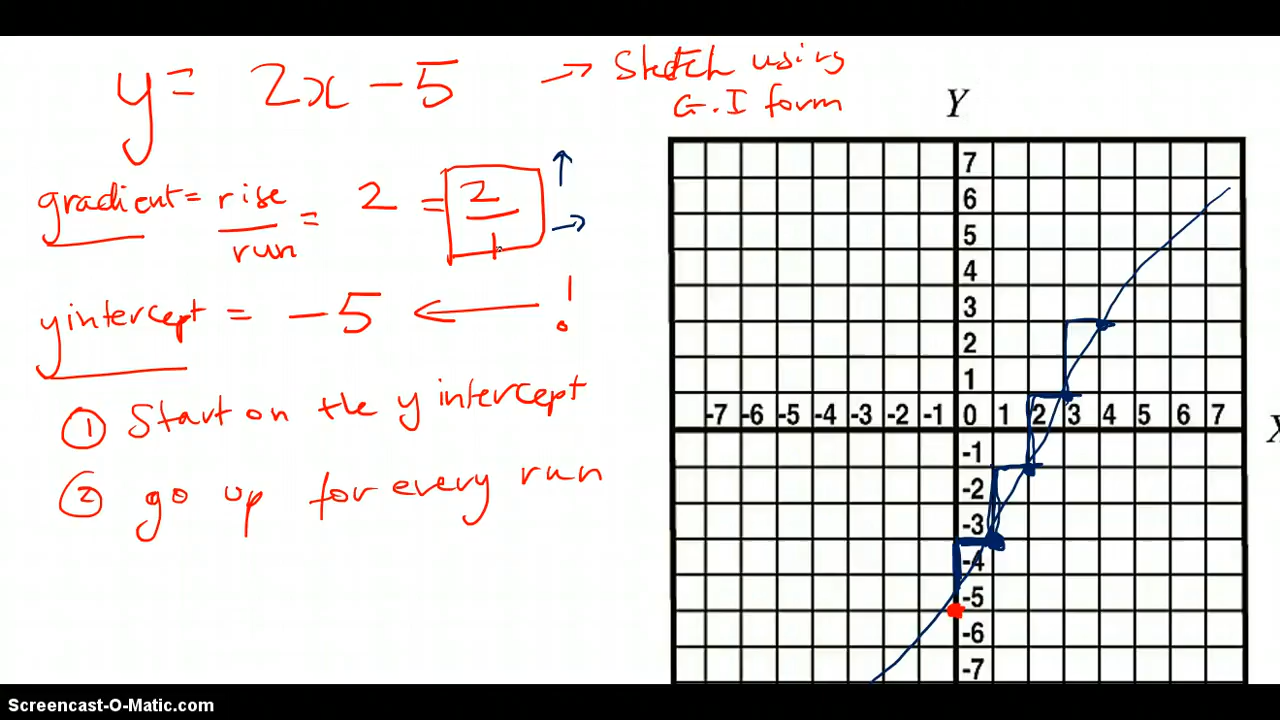 y = 2x - 5 → Sketch using
G.I form
gradient = rise/run = 2 = 2/1
y intercept = -5 ← !
① Start on the y intercept
② go up for every run
Y
7
6
5
4
3
2
1
-7 -6 -5 -4 -3 -2 -1 0 1 2 3 4 5 6 7
X
-1
-2
-3
-4
-5
-6
-7
Screencast-O-Matic.com